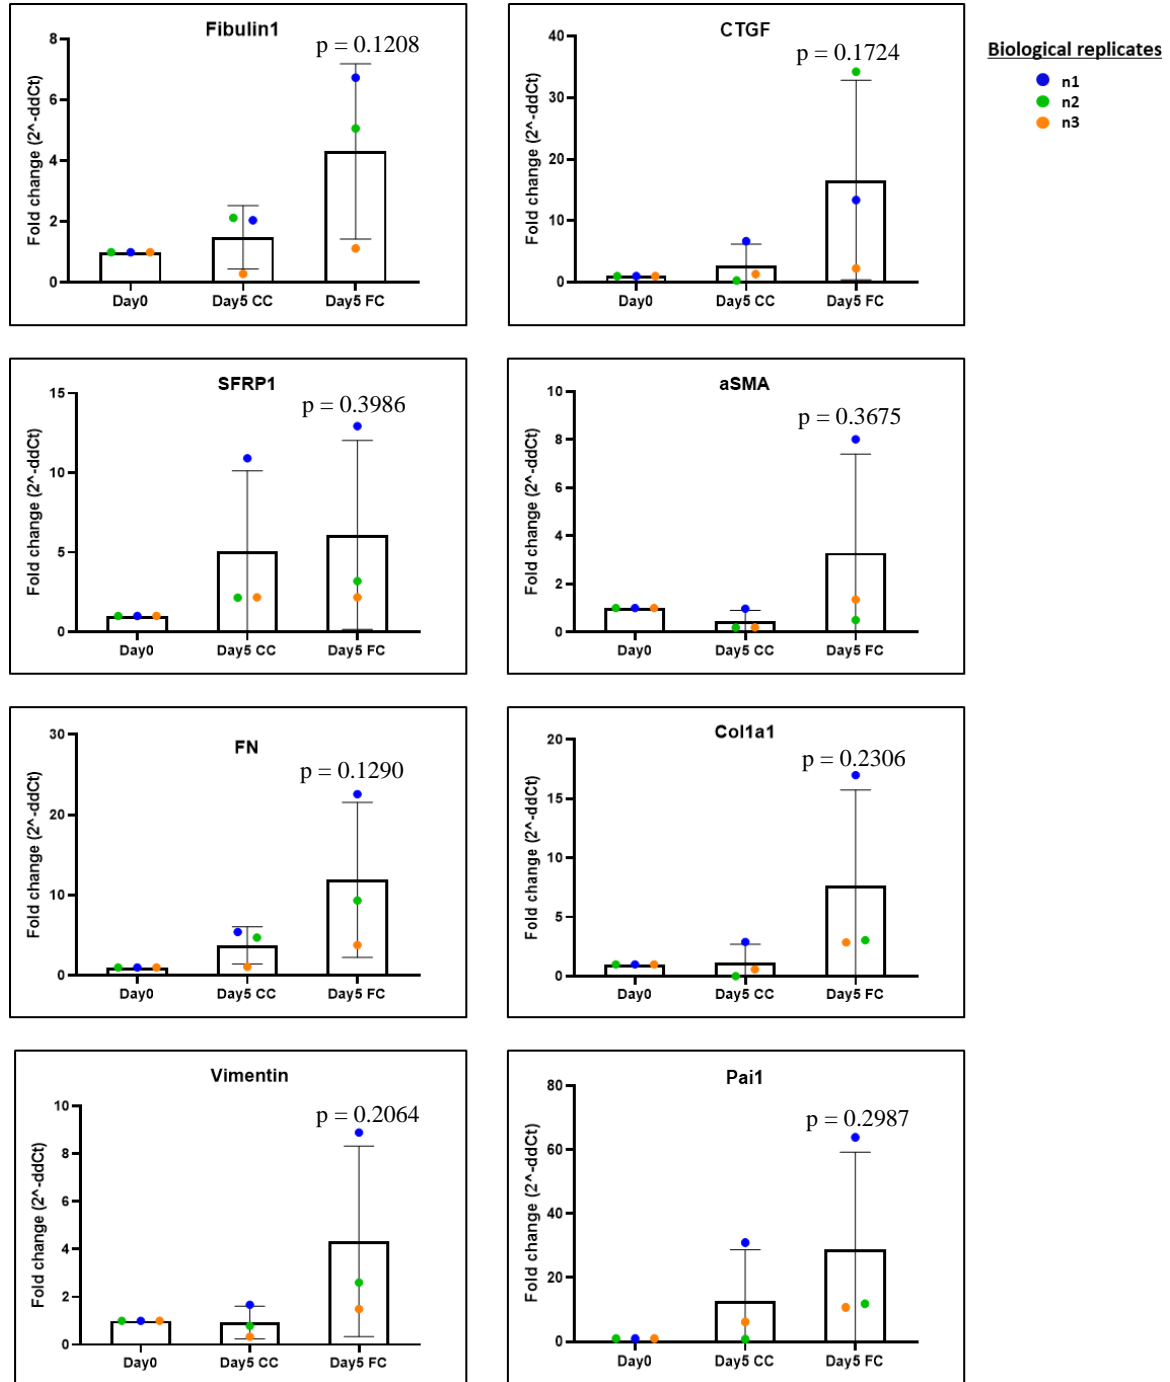 Fibulin1
p = 0.1208
Fold change (2^-ddCt)
8
6
4
2
0
Day0 Day5 CC Day5 FC
CTGF
p = 0.1724
Fold change (2^-ddCt)
40
30
20
10
0
Day0 Day5 CC Day5 FC
Biological replicates
n1
n2
n3
SFRP1
p = 0.3986
Fold change (2^-ddCt)
15
10
5
0
Day0 Day5 CC Day5 FC
aSMA
p = 0.3675
Fold change (2^-ddCt)
10
8
6
4
2
0
Day0 Day5 CC Day5 FC
FN
p = 0.1290
Fold change (2^-ddCt)
30
20
10
0
Day0 Day5 CC Day5 FC
Col1a1
p = 0.2306
Fold change (2^-ddCt)
20
15
10
5
0
Day0 Day5 CC Day5 FC
Vimentin
p = 0.2064
Fold change (2^-ddCt)
10
8
6
4
2
0
Day0 Day5 CC Day5 FC
Pai1
p = 0.2987
Fold change (2^-ddCt)
80
60
40
20
0
Day0 Day5 CC Day5 FC